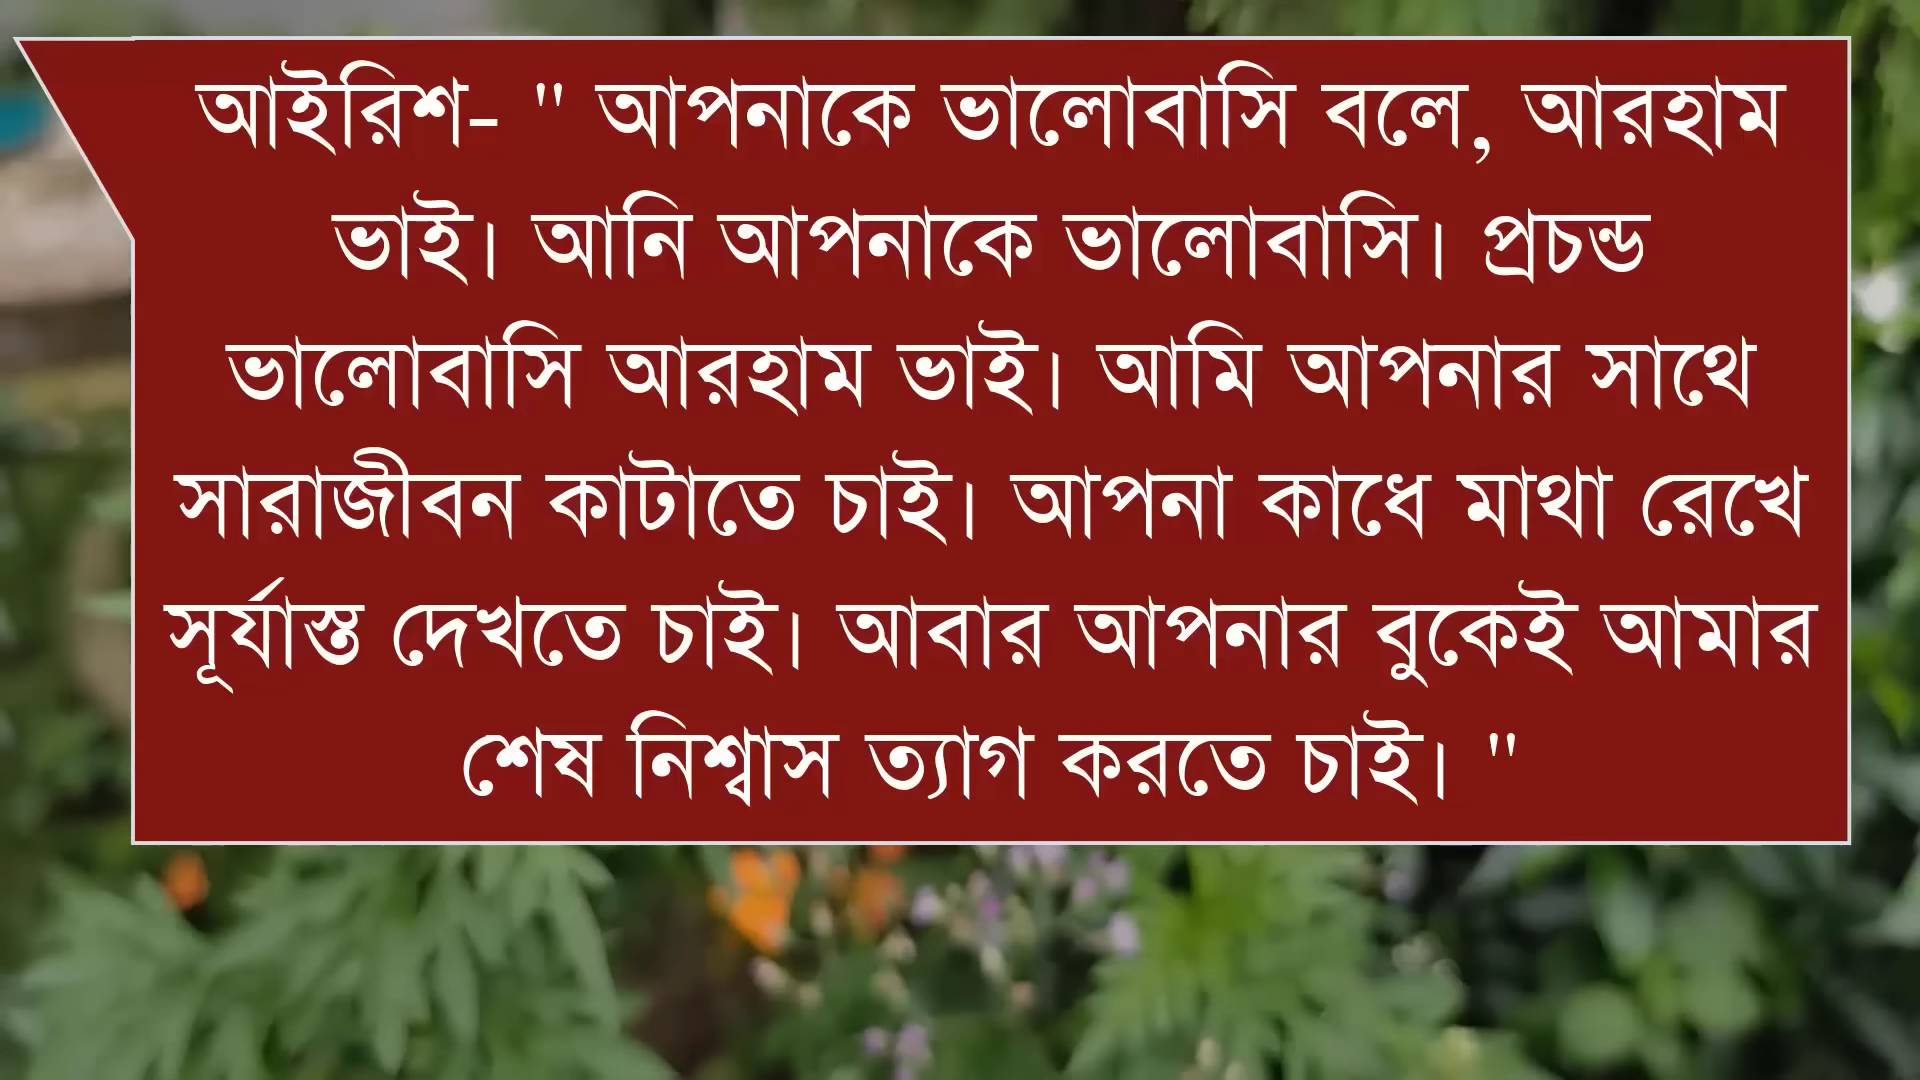 আইরিশ- " আপনাকে ভালোবাসি বলে, আরহাম
ভাই। আনি আপনাকে ভালোবাসি। প্রচন্ড
ভালোবাসি আরহাম ভাই। আমি আপনার সাথে
সারাজীবন কাটাতে চাই। আপনা কাধে মাথা রেখে
সূর্যাস্ত দেখতে চাই। আবার আপনার বুকেই আমার
শেষ নিশ্বাস ত্যাগ করতে চাই। "